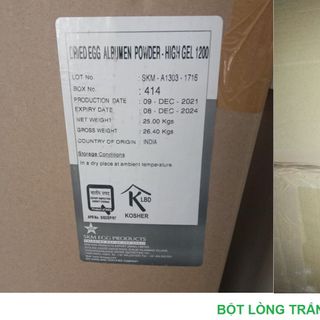 DRIED EGG ALBUMEN POWDER - HIGH GEL 1200
LOT No : SKM - A1303 - 1716
BOX No. : 414
PRODUCTION DATE : 09 - DEC - 2021
EXPIRY DATE : 08 - DEC - 2024
NET WEIGHT : 25.00 Kgs
GROSS WEIGHT : 26.40 Kgs
COUNTRY OF ORIGIN : INDIA
Storage Conditions
In a dry place at ambient temperature.
KLBD
KOSHER
SKM EGG PRODUCTS
BỘT LÒNG TRẮN